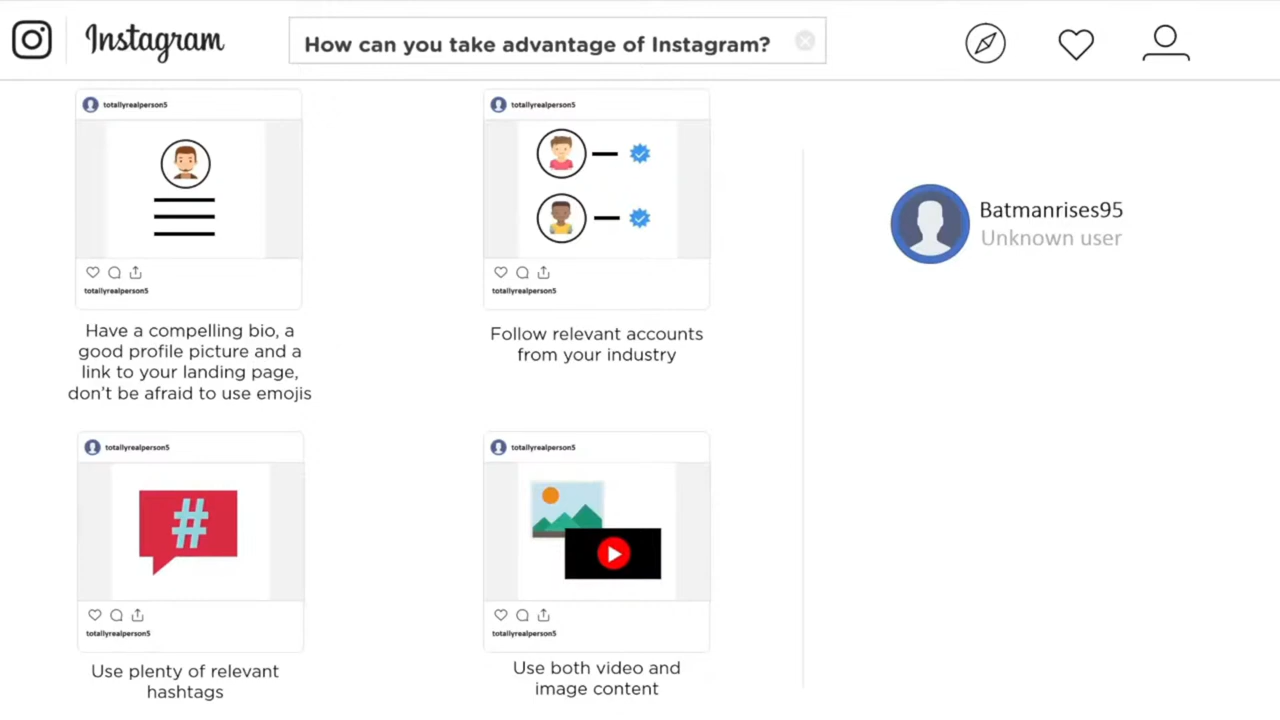 Instagram
How can you take advantage of Instagram?
totallyrealperson5
totallyrealperson5
Have a compelling bio, a
good profile picture and a
link to your landing page,
don't be afraid to use emojis
totallyrealperson5
totallyrealperson5
Follow relevant accounts
from your industry
totallyrealperson5
#
totallyrealperson5
Use plenty of relevant
hashtags
totallyrealperson5
totallyrealperson5
Use both video and
image content
Batmanrises95
Unknown user